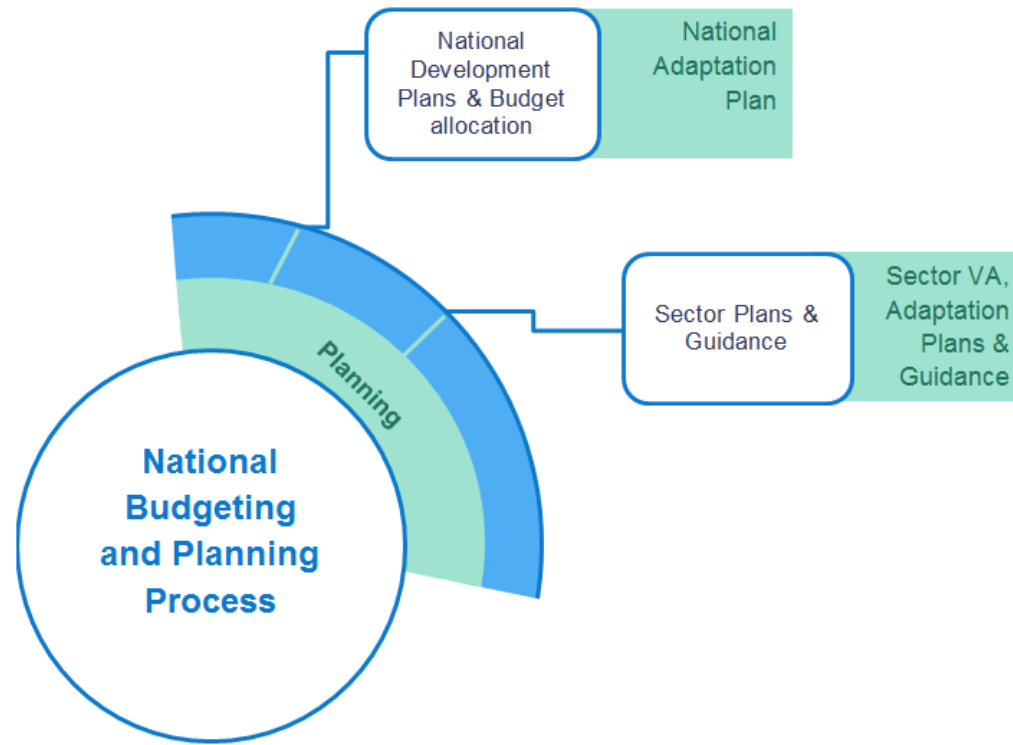 National
Development
Plans & Budget
allocation
National
Adaptation
Plan
Sector Plans &
Guidance
Sector VA,
Adaptation
Plans &
Guidance
Planning
National
Budgeting
and Planning
Process